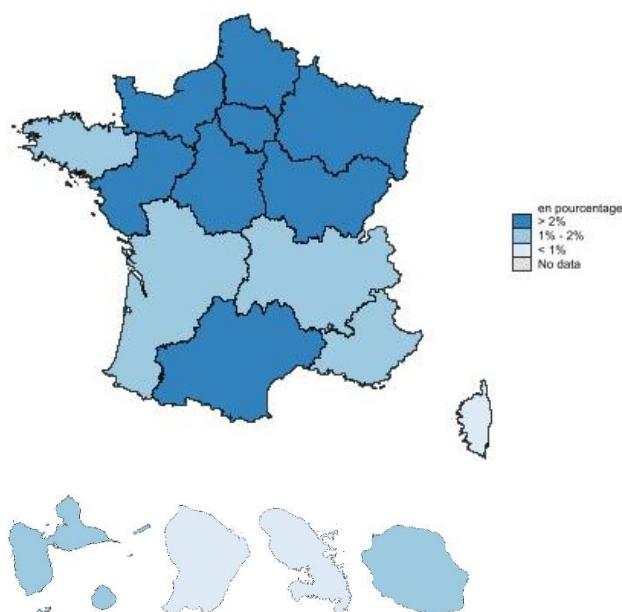 en pourcentage
> 2%
1% - 2%
< 1%
No data